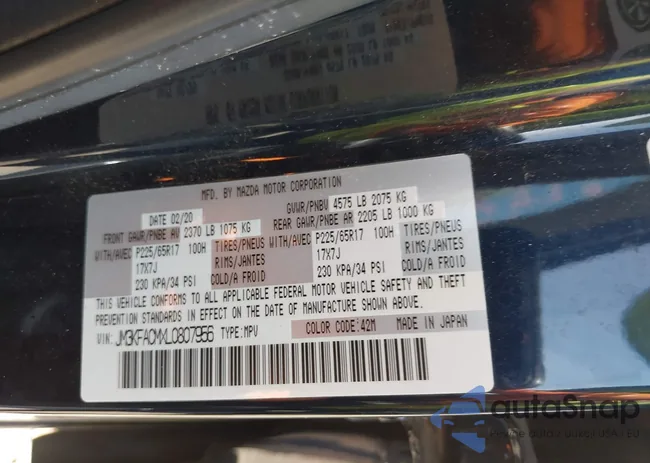 MFD. BY MAZDA MOTOR CORPORATION
DATE 02/20 GVWR/PNBV 4575 LB 2075 KG
FRONT GAWR/PNBE AV 2370 LB 1075 KG REAR GAWR/PNBE AR 2205 LB 1000 KG
WITH/AVEC P225/65R17 100H TIRES/PNEUS WITH/AVEC P225/65R17 100H TIRES/PNEUS
17X7J RIMS/JANTES 17X7J RIMS/JANTES
230 KPA/34 PSI COLD/A FROID 230 KPA/34 PSI COLD/A FROID
THIS VEHICLE CONFORMS TO ALL APPLICABLE FEDERAL MOTOR VEHICLE SAFETY AND THEFT
PREVENTION STANDARDS IN EFFECT ON THE DATE OF MANUFACTURE SHOWN ABOVE.
VIN: JM3KFACMXL0807956 TYPE: MPV COLOR CODE: 42M MADE IN JAPAN
autoSnap